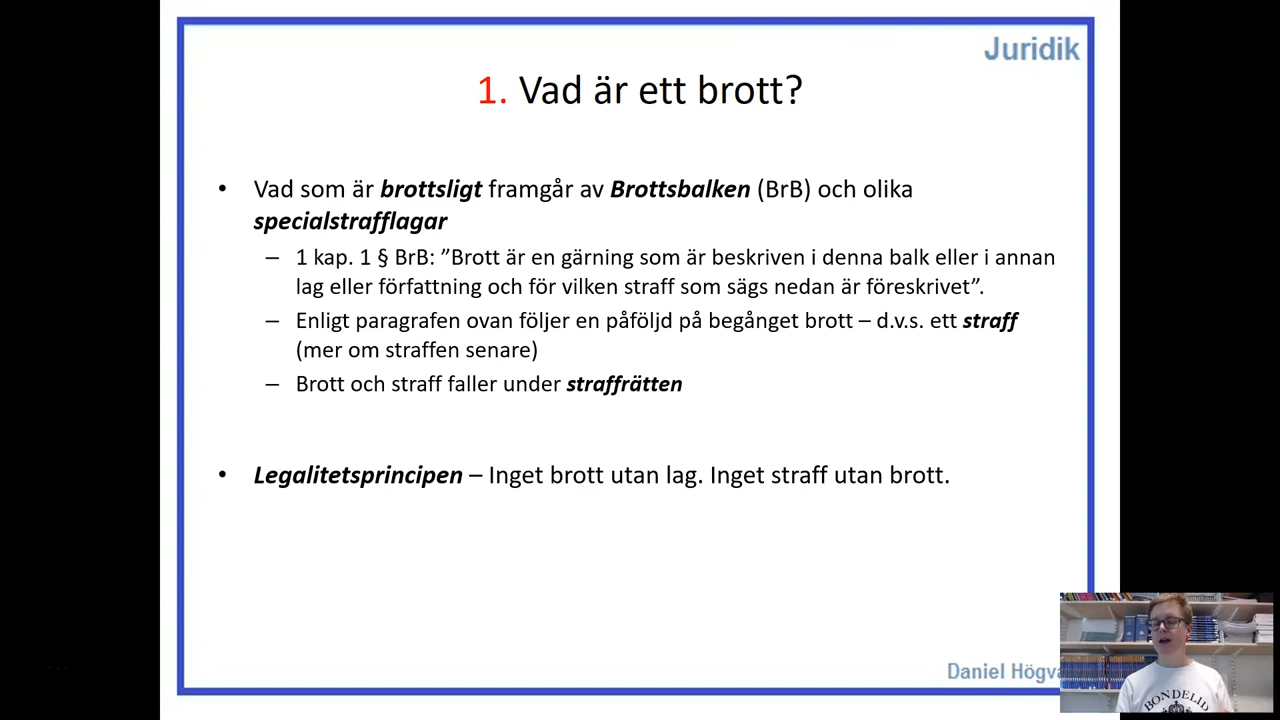 Juridik
1. Vad är ett brott?
• Vad som är brottsligt framgår av Brottsbalken (BrB) och olika
specialstrafflagar
– 1 kap. 1 § BrB: ”Brott är en gärning som är beskriven i denna balk eller i annan
lag eller författning och för vilken straff som sägs nedan är föreskrivet”.
– Enligt paragrafen ovan följer en påföljd på begånget brott – d.v.s. ett straff
(mer om straffen senare)
– Brott och straff faller under straffrätten
• Legalitetsprincipen – Inget brott utan lag. Inget straff utan brott.
Daniel
BONDELID